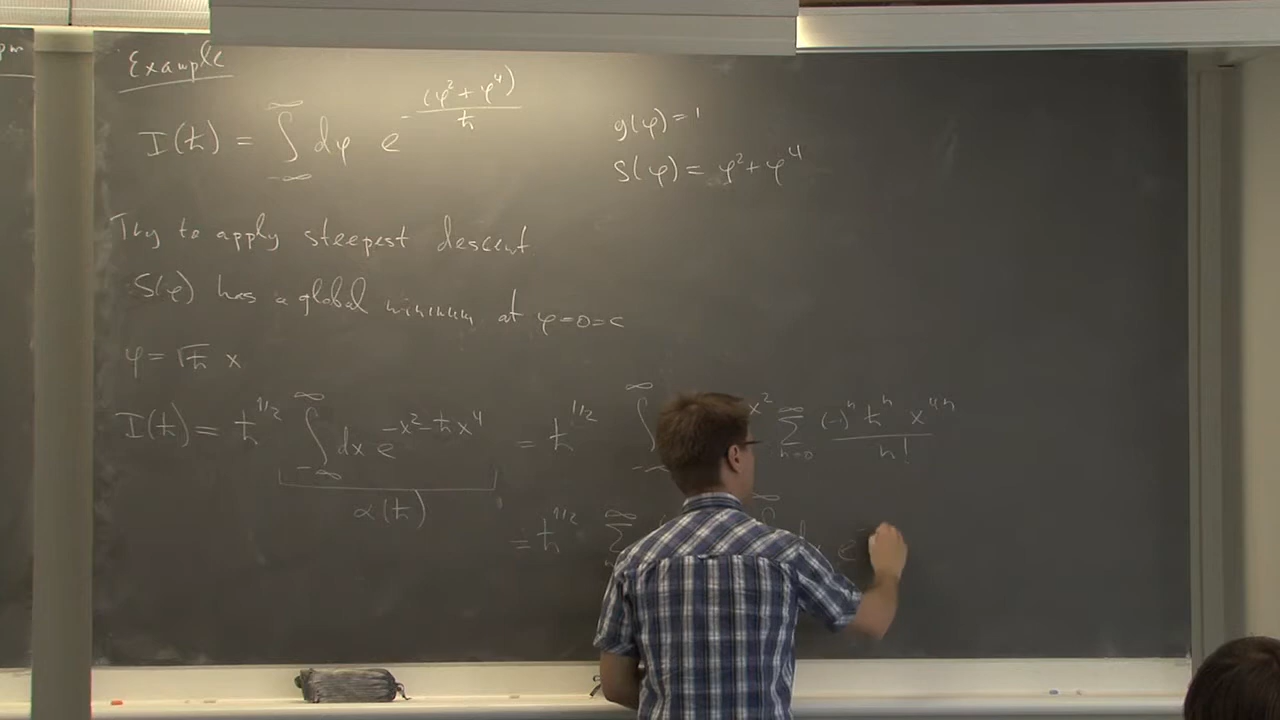 Example
I(ħ) = ∫_{-∞}^{∞} dφ e^{-(φ²+φ⁴)/ħ}
g(φ)=1
S(φ)= φ²+φ⁴
Try to apply steepest descent
S(φ) has a global minimum at φ=0=c
φ = √ħ x
I(ħ) = ħ^{1/2} ∫_{-∞}^{∞} dx e^{-x²-ħx⁴} = ħ^{1/2} ∫_{-∞}^{∞} x² Σ_{n=0}^{∞} (-)ⁿ ħⁿ x^{4n} / n!
α(ħ)
= ħ^{1/2} Σ^{∞} ∫^{∞} e